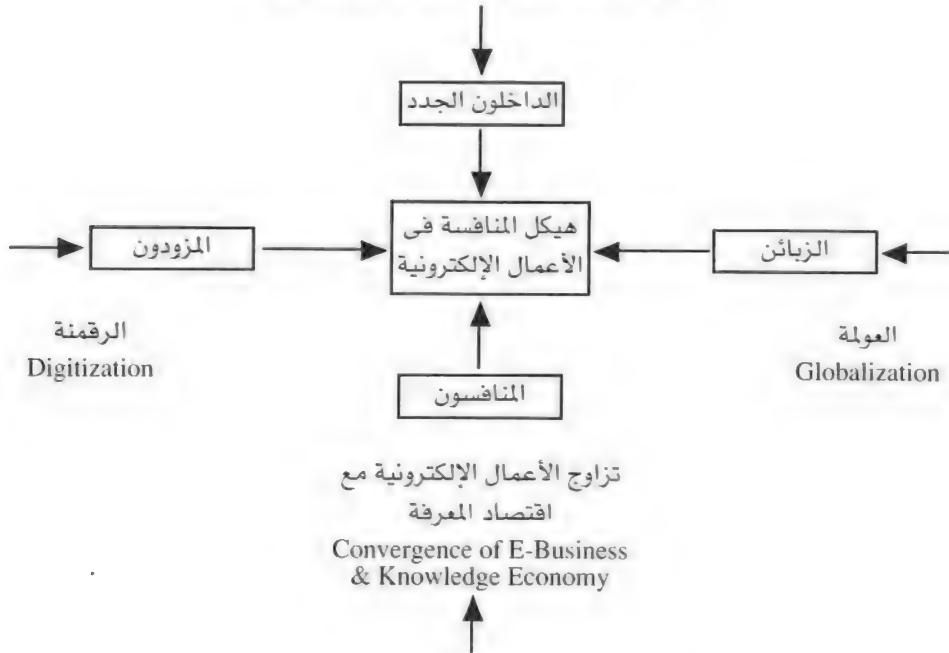 الداخلون الجدد
هيكل المنافسة فى
الأعمال الإلكترونية
المزودون
الزبائن
الرقمنة
Digitization
العولمة
Globalization
المنافسون
تزاوج الأعمال الإلكترونية مع
اقتصاد المعرفة
Convergence of E-Business
& Knowledge Economy